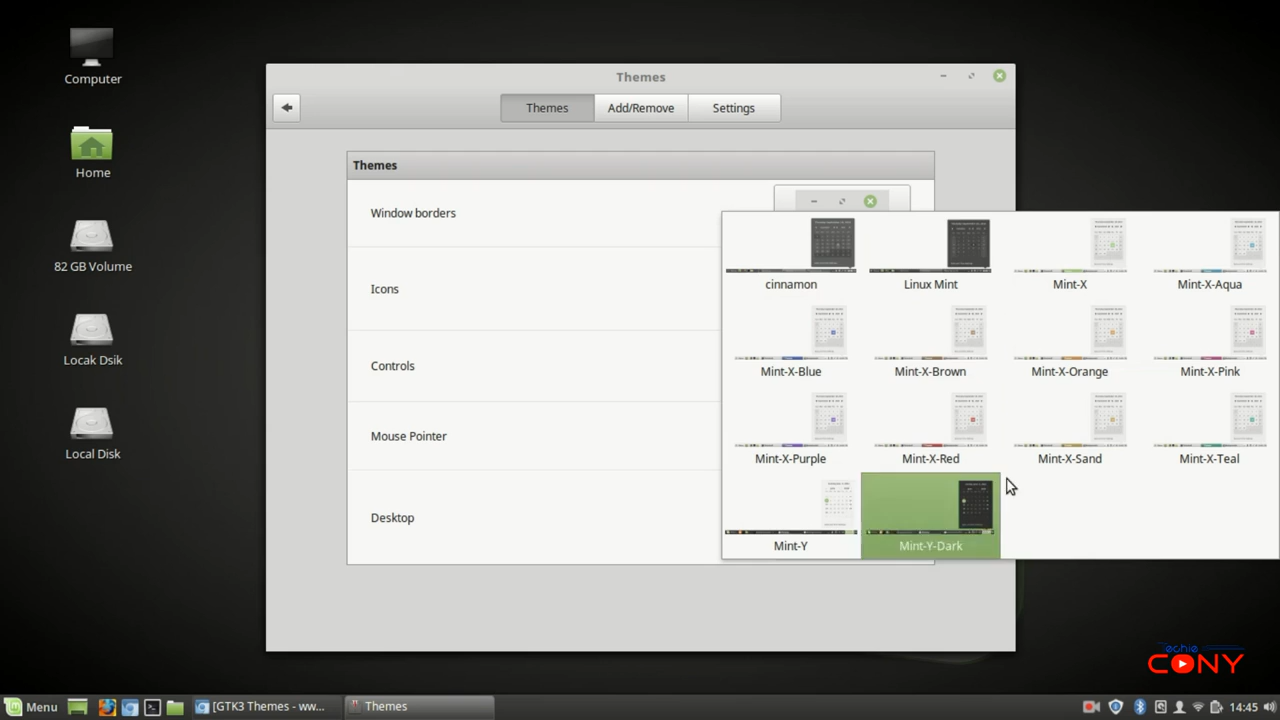 Computer
Home
82 GB Volume
Locak Dsik
Local Disk
Themes
Themes
Add/Remove
Settings
Themes
Window borders
Icons
Controls
Mouse Pointer
Desktop
cinnamon
Linux Mint
Mint-X
Mint-X-Aqua
Mint-X-Blue
Mint-X-Brown
Mint-X-Orange
Mint-X-Pink
Mint-X-Purple
Mint-X-Red
Mint-X-Sand
Mint-X-Teal
Mint-Y
Mint-Y-Dark
Techie
CONY
Menu
[GTK3 Themes - ww...
Themes
14:45